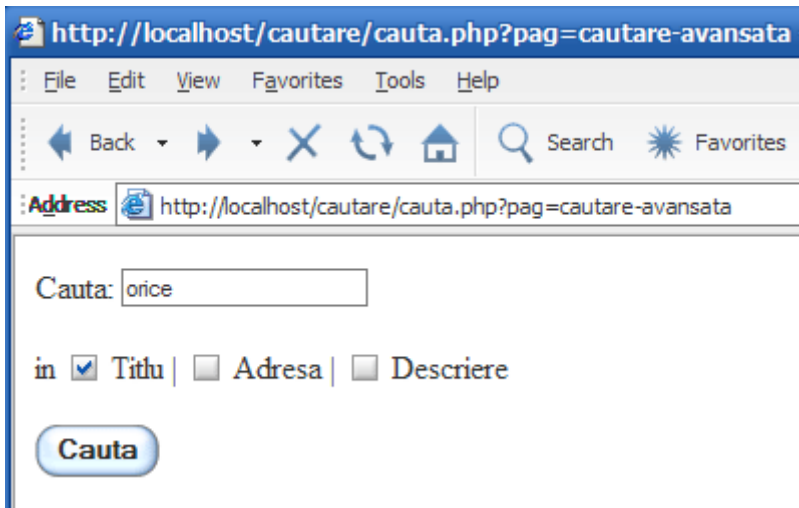 http://localhost/cautare/cauta.php?pag=cautare-avansata
File Edit View Favorites Tools Help
Back Search Favorites
Address http://localhost/cautare/cauta.php?pag=cautare-avansata
Cauta: orice
in Titlu | Adresa | Descriere
Cauta